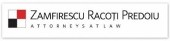 ZAMFIRESCU RACOȚI PREDOIU
ATTORNEYS AT LAW